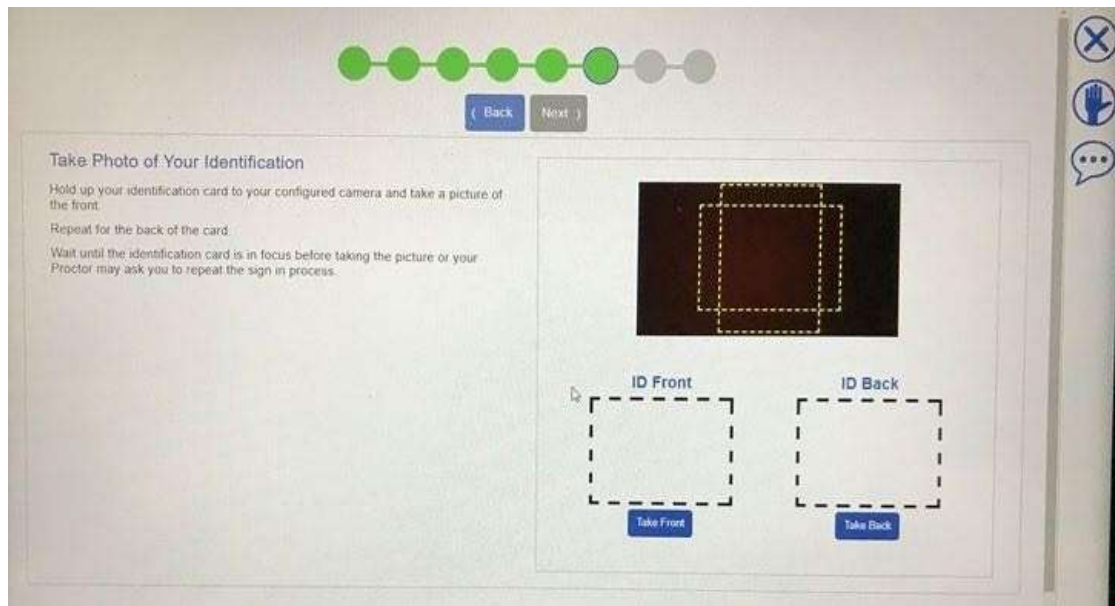 Back
Next
Take Photo of Your Identification
Hold up your identification card to your configured camera and take a picture of
the front.
Repeat for the back of the card.
Wait until the identification card is in focus before taking the picture or your
Proctor may ask you to repeat the sign in process.
ID Front
ID Back
Take Front
Take Back